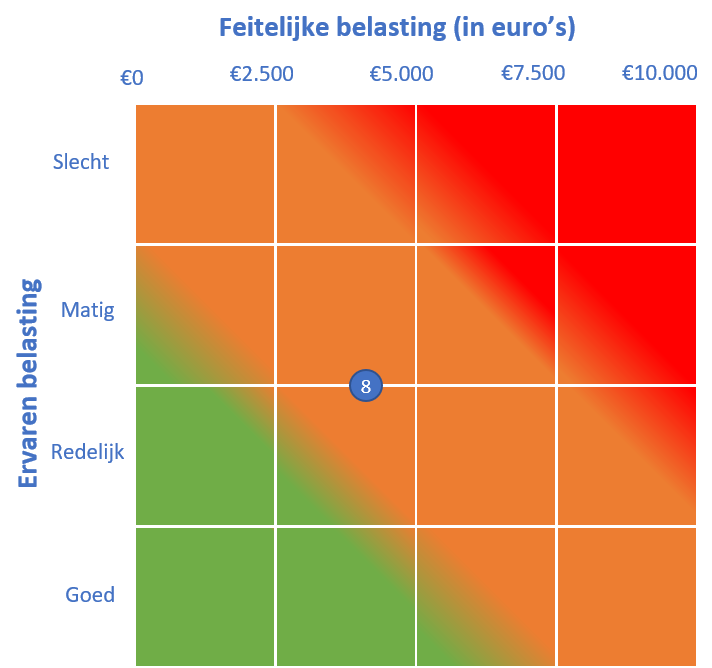 Feitelijke belasting (in euro’s)
€0
€2.500
€5.000
€7.500
€10.000
Ervaren belasting
Slecht
Matig
8
Redelijk
Goed